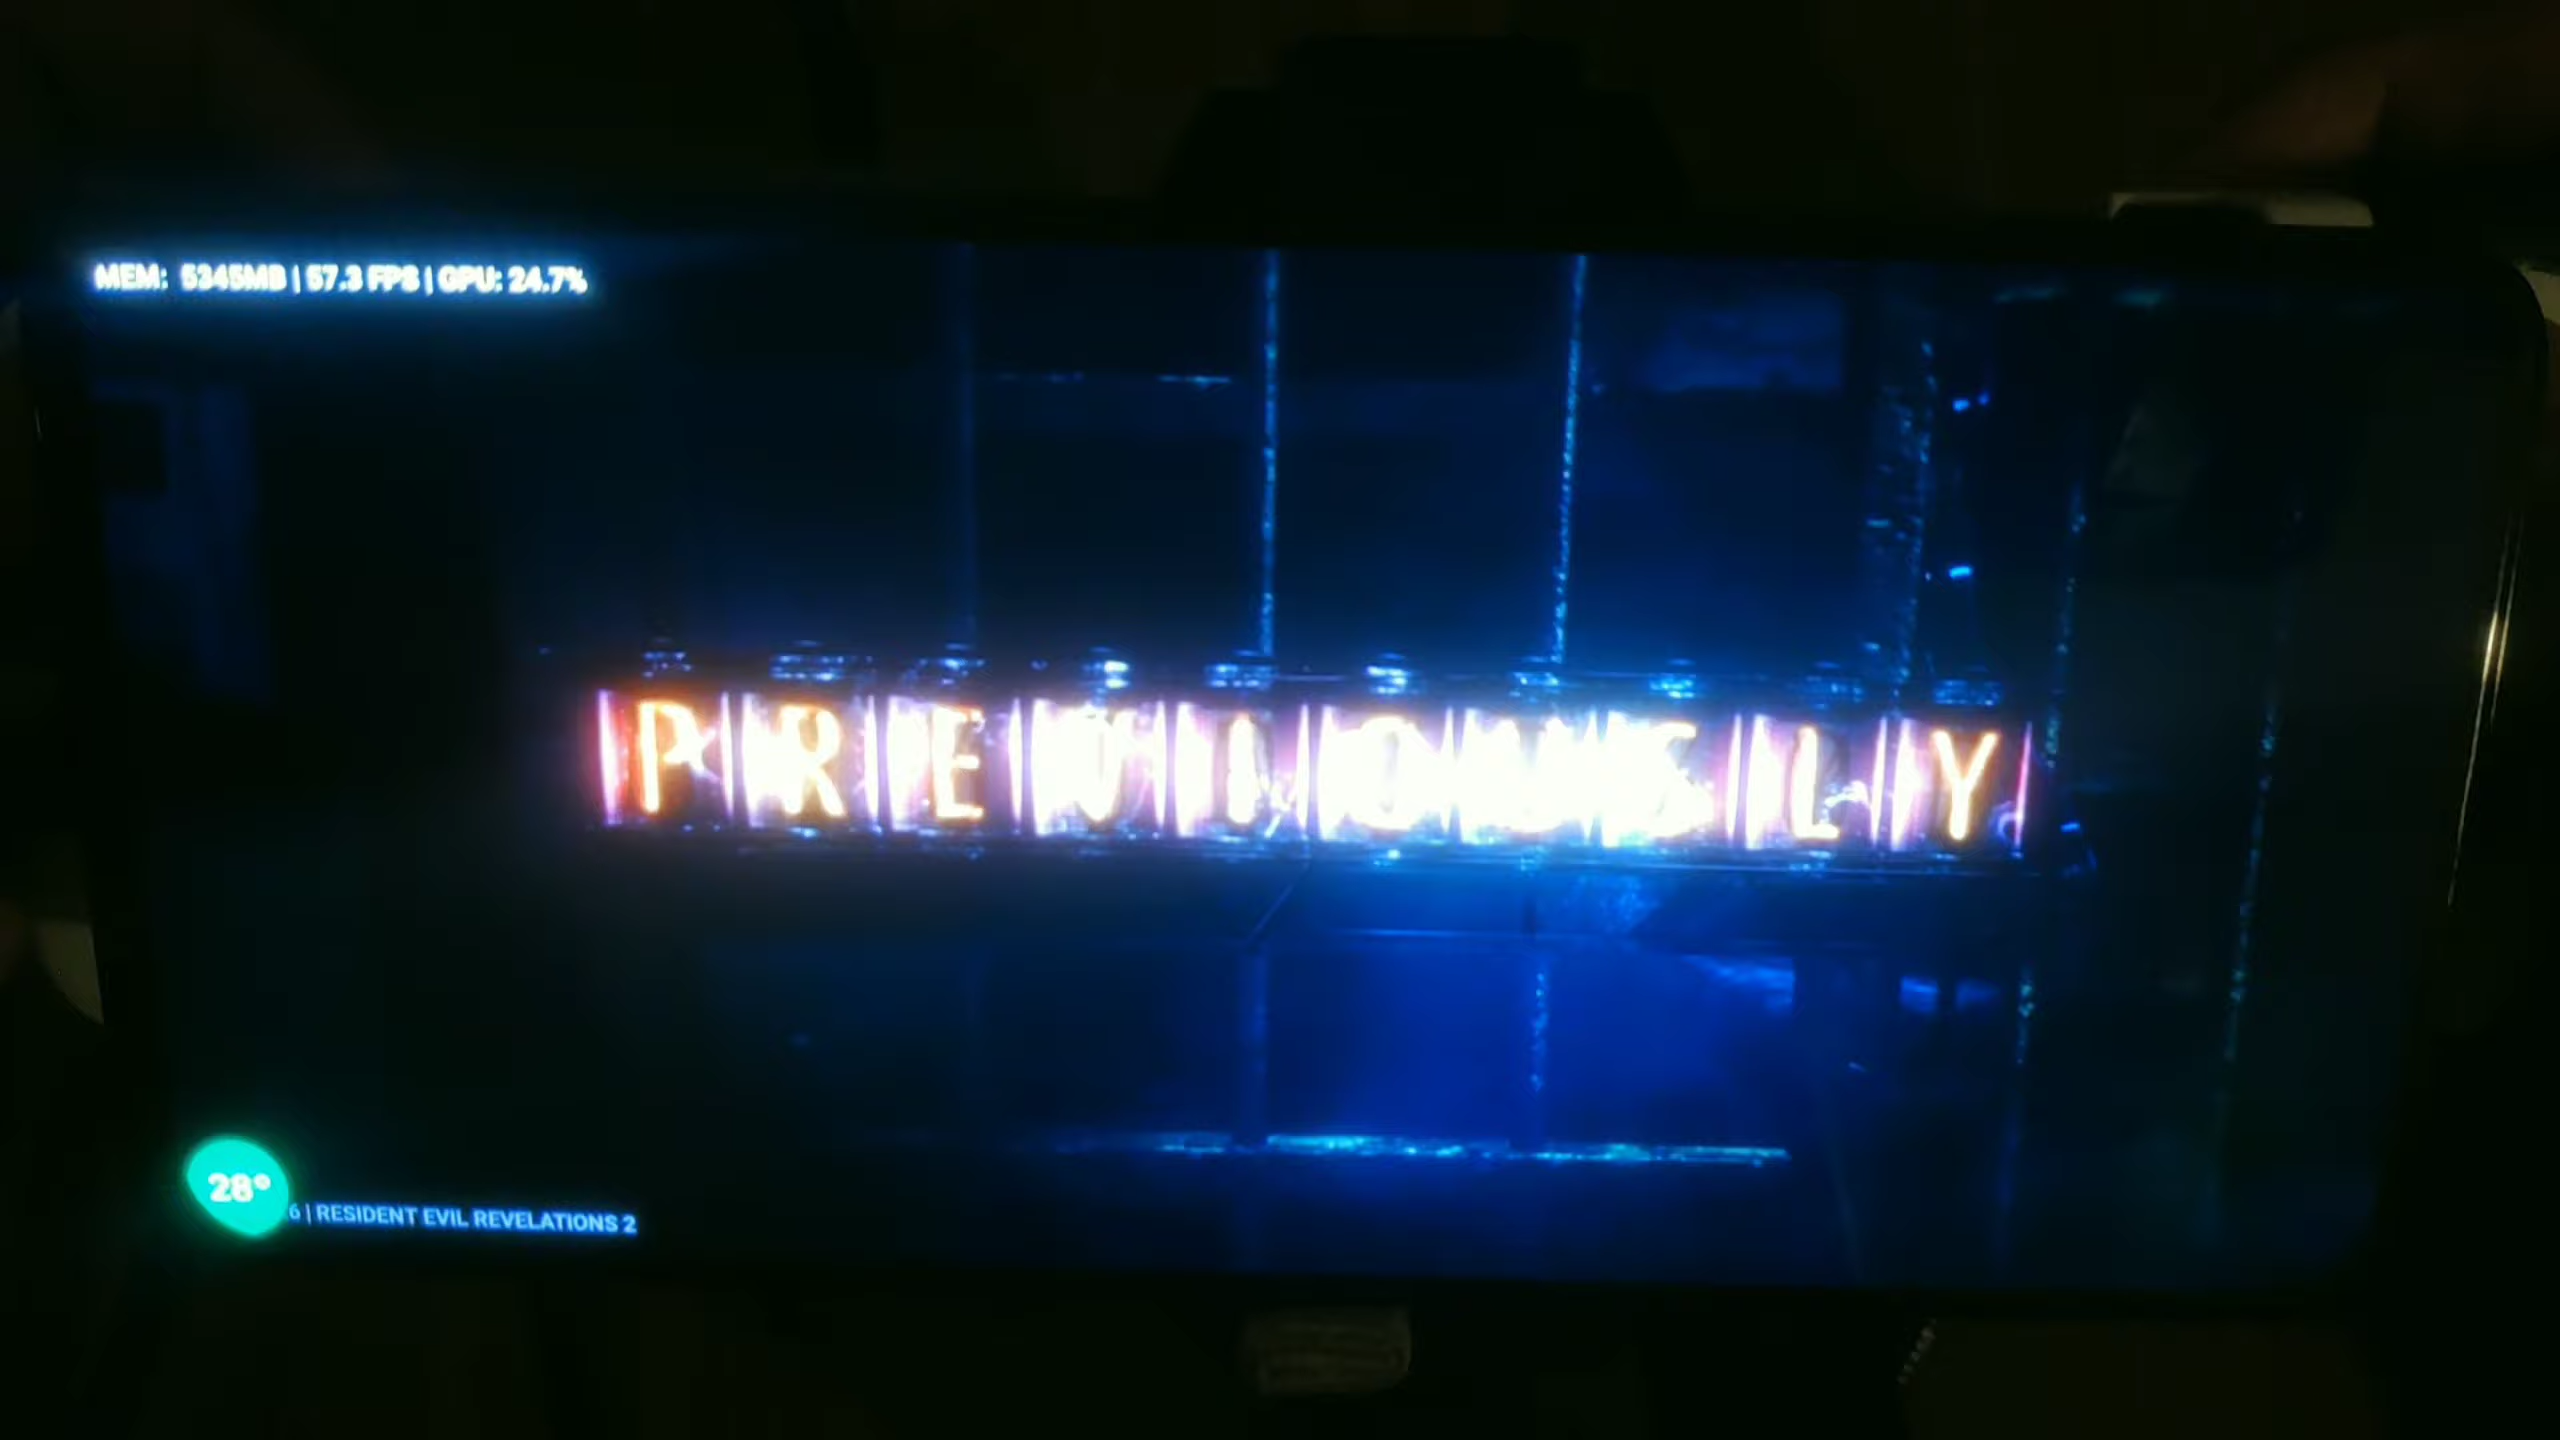 MEM: 5345MB | 57.3 FPS | GPU: 24.7%
PREVIOUSLY
28°
6 | RESIDENT EVIL REVELATIONS 2